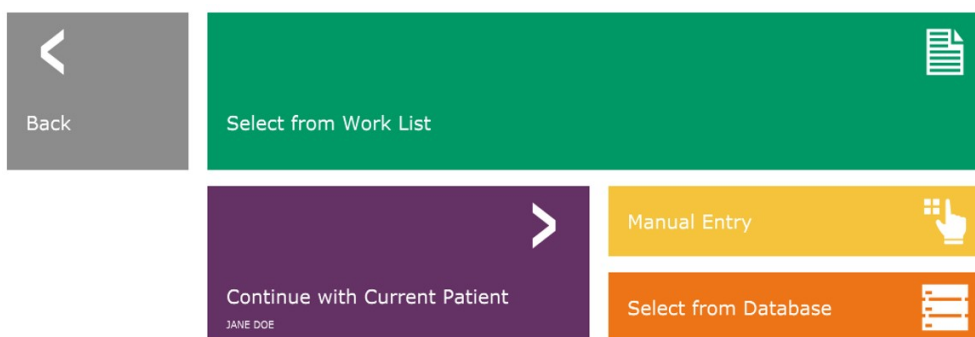 Back
Select from Work List
Continue with Current Patient
JANE DOE
Manual Entry
Select from Database